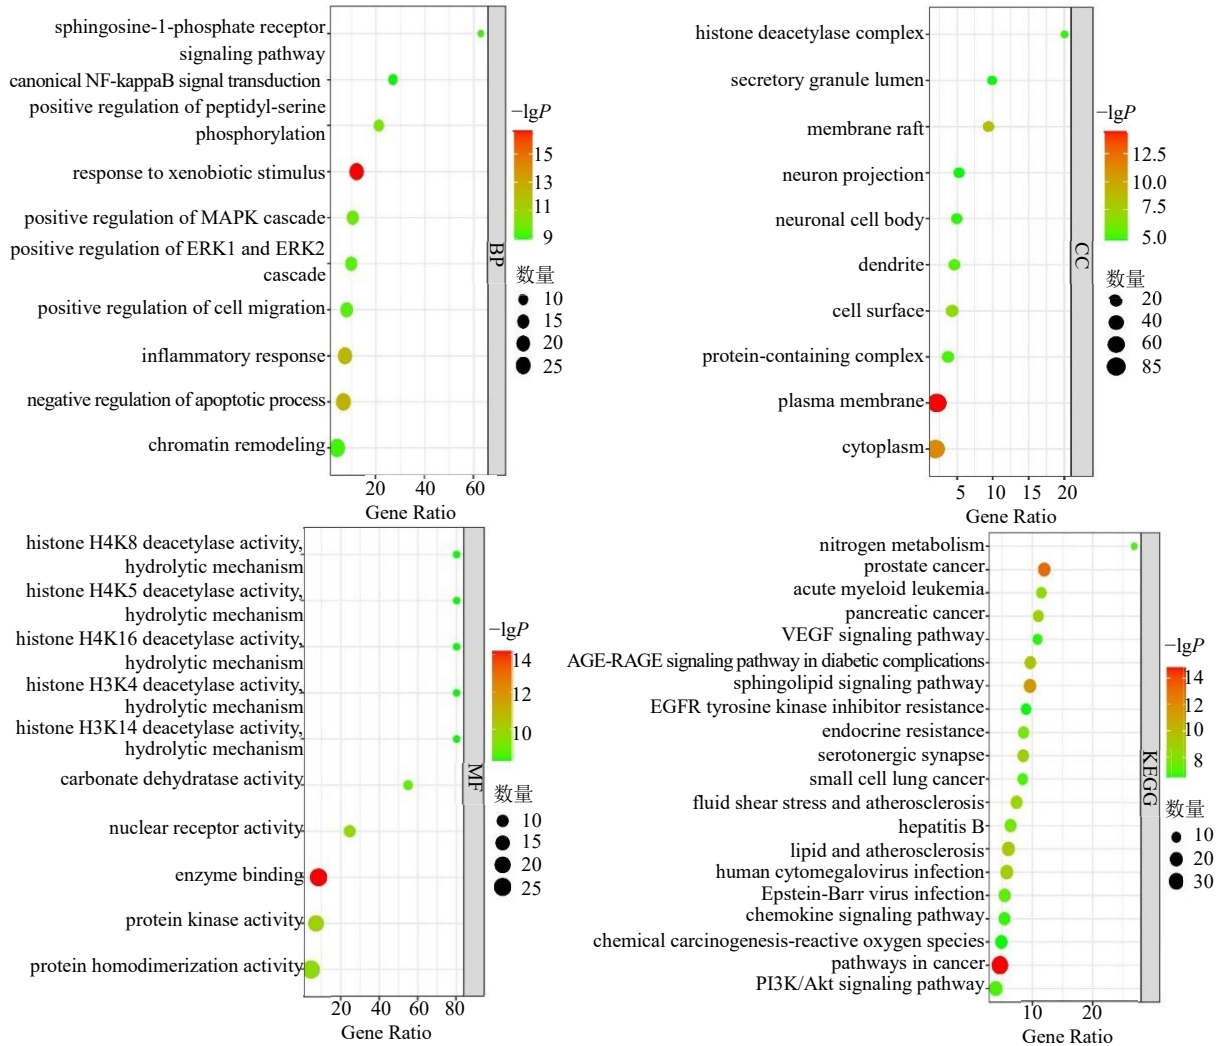 sphingosine-1-phosphate receptor
signaling pathway
canonical NF-kappaB signal transduction
positive regulation of peptidyl-serine
phosphorylation
response to xenobiotic stimulus
positive regulation of MAPK cascade
positive regulation of ERK1 and ERK2
cascade
positive regulation of cell migration
inflammatory response
negative regulation of apoptotic process
chromatin remodeling
20 40 60
Gene Ratio
BP
−lgP
15
13
11
9
数量
10
15
20
25
histone deacetylase complex
secretory granule lumen
membrane raft
neuron projection
neuronal cell body
dendrite
cell surface
protein-containing complex
plasma membrane
cytoplasm
5 10 15 20
Gene Ratio
CC
−lgP
12.5
10.0
7.5
5.0
数量
20
40
60
85
histone H4K8 deacetylase activity,
hydrolytic mechanism
histone H4K5 deacetylase activity,
hydrolytic mechanism
histone H4K16 deacetylase activity,
hydrolytic mechanism
histone H3K4 deacetylase activity,
hydrolytic mechanism
histone H3K14 deacetylase activity,
hydrolytic mechanism
carbonate dehydratase activity
nuclear receptor activity
enzyme binding
protein kinase activity
protein homodimerization activity
20 40 60 80
Gene Ratio
MF
−lgP
14
12
10
数量
10
15
20
25
nitrogen metabolism
prostate cancer
acute myeloid leukemia
pancreatic cancer
VEGF signaling pathway
AGE-RAGE signaling pathway in diabetic complications
sphingolipid signaling pathway
EGFR tyrosine kinase inhibitor resistance
endocrine resistance
serotonergic synapse
small cell lung cancer
fluid shear stress and atherosclerosis
hepatitis B
lipid and atherosclerosis
human cytomegalovirus infection
Epstein-Barr virus infection
chemokine signaling pathway
chemical carcinogenesis-reactive oxygen species
pathways in cancer
PI3K/Akt signaling pathway
10 20
Gene Ratio
KEGG
−lgP
14
12
10
8
数量
10
20
30